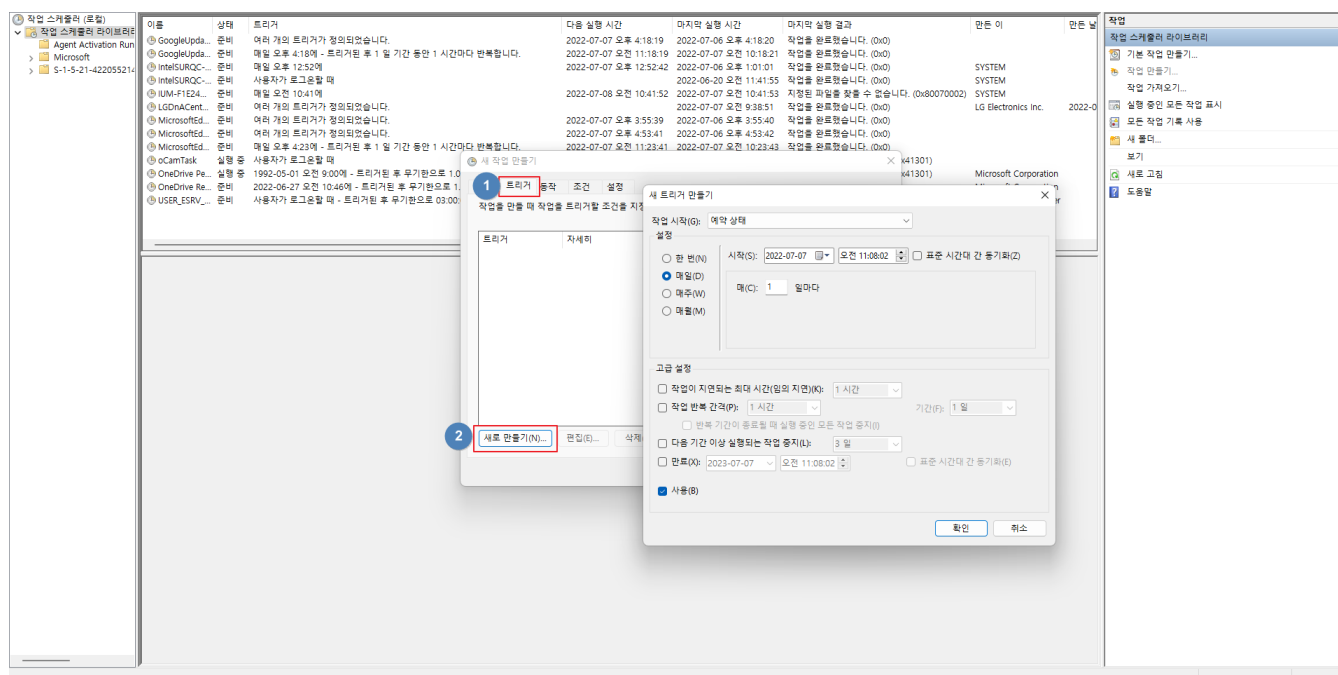 작업 스케줄러 (로컬)
작업 스케줄러 라이브러리
Agent Activation Run
Microsoft
S-1-5-21-422055214
이름 상태 트리거 다음 실행 시간 마지막 실행 시간 마지막 실행 결과 만든 이 만든 날
GoogleUpda... 준비 여러 개의 트리거가 정의되었습니다. 2022-07-07 오후 4:18:19 2022-07-06 오후 4:18:20 작업을 완료했습니다. (0x0)
GoogleUpda... 준비 매일 오후 4:18에 - 트리거된 후 1 일 기간 동안 1 시간마다 반복합니다. 2022-07-07 오전 11:18:19 2022-07-07 오전 10:18:21 작업을 완료했습니다. (0x0)
IntelSURQC-... 준비 매일 오후 12:52에 2022-07-07 오후 12:52:42 2022-07-06 오후 1:01:01 작업을 완료했습니다. (0x0) SYSTEM
IntelSURQC-... 준비 사용자가 로그온할 때 2022-06-20 오전 11:41:55 작업을 완료했습니다. (0x0) SYSTEM
IUM-F1E24... 준비 매일 오전 10:41에 2022-07-08 오전 10:41:52 2022-07-07 오전 10:41:53 지정된 파일을 찾을 수 없습니다. (0x80070002) SYSTEM
LGDnACent... 준비 여러 개의 트리거가 정의되었습니다. 2022-07-07 오전 9:38:51 작업을 완료했습니다. (0x0) LG Electronics Inc. 2022-0
MicrosoftEd... 준비 여러 개의 트리거가 정의되었습니다. 2022-07-07 오후 3:55:39 2022-07-06 오후 3:55:40 작업을 완료했습니다. (0x0)
MicrosoftEd... 준비 여러 개의 트리거가 정의되었습니다. 2022-07-07 오후 4:53:41 2022-07-06 오후 4:53:42 작업을 완료했습니다. (0x0)
MicrosoftEd... 준비 매일 오후 4:23에 - 트리거된 후 1 일 기간 동안 1 시간마다 반복합니다. 2022-07-07 오전 11:23:41 2022-07-07 오전 10:23:43 작업을 완료했습니다. (0x0)
oCamTask 실행 중 사용자가 로그온할 때 x41301)
OneDrive Pe... 실행 중 1992-05-01 오전 9:00에 - 트리거된 후 무기한으로 1.0 x41301) Microsoft Corporation
OneDrive Re... 준비 2022-06-27 오전 10:46에 - 트리거된 후 무기한으로 1.
USER_ESRV_... 준비 사용자가 로그온할 때 - 트리거된 후 무기한으로 03:00:
새 작업 만들기
1 트리거 동작 조건 설정
작업을 만들 때 작업을 트리거할 조건을 지정
트리거 자세히
2 새로 만들기(N)... 편집(E)... 삭제
새 트리거 만들기
작업 시작(G): 예약 상태
설정
한 번(N)
매일(D)
매주(W)
매월(M)
시작(S): 2022-07-07 오전 11:08:02 표준 시간대 간 동기화(Z)
매(C): 1 일마다
고급 설정
작업이 지연되는 최대 시간(임의 지연)(K): 1 시간
작업 반복 간격(P): 1 시간 기간(F): 1 일
반복 기간이 종료될 때 실행 중인 모든 작업 중지(I)
다음 기간 이상 실행되는 작업 중지(L): 3 일
만료(X): 2023-07-07 오전 11:08:02 표준 시간대 간 동기화(E)
사용(B)
확인 취소
작업
작업 스케줄러 라이브러리
기본 작업 만들기...
작업 만들기...
작업 가져오기...
실행 중인 모든 작업 표시
모든 작업 기록 사용
새 폴더...
보기
새로 고침
도움말